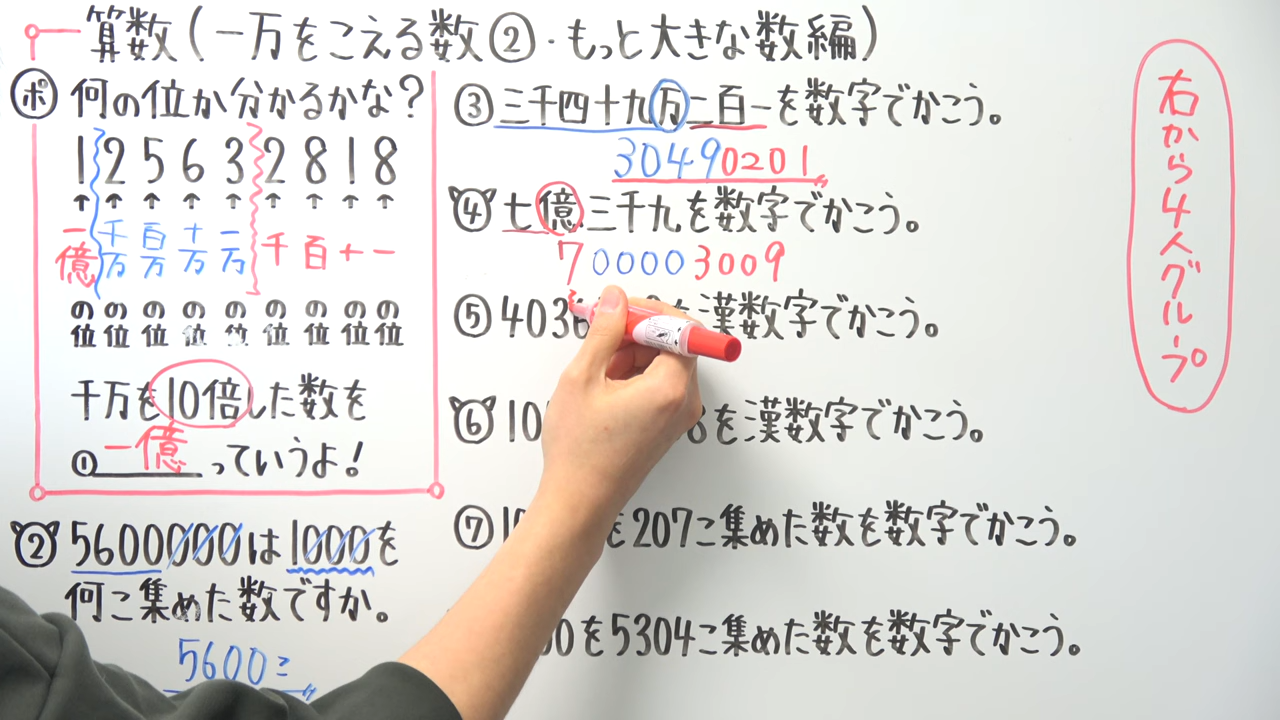 算数(一万をこえる数②・もっと大きな数編)
ポ 何の位か分かるかな?
1 2 5 6 3 2 8 1 8
↑ ↑ ↑ ↑ ↑ ↑ ↑ ↑ ↑
一億 千万 百万 十万 一万 千 百 十 一
の位 の位 の位 の位 の位 の位 の位 の位 の位
千万を10倍した数を
①一億っていうよ!
② 5600000は1000を
何こ集めた数ですか。
5600こ
③三千四十九万二百一を数字でかこう。
30490201
④七億三千九を数字でかこう。
700003009
⑤403 を漢数字でかこう。
⑥10 8を漢数字でかこう。
⑦1 を207こ集めた数を数字でかこう。
0を5304こ集めた数を数字でかこう。
右から4人グループ